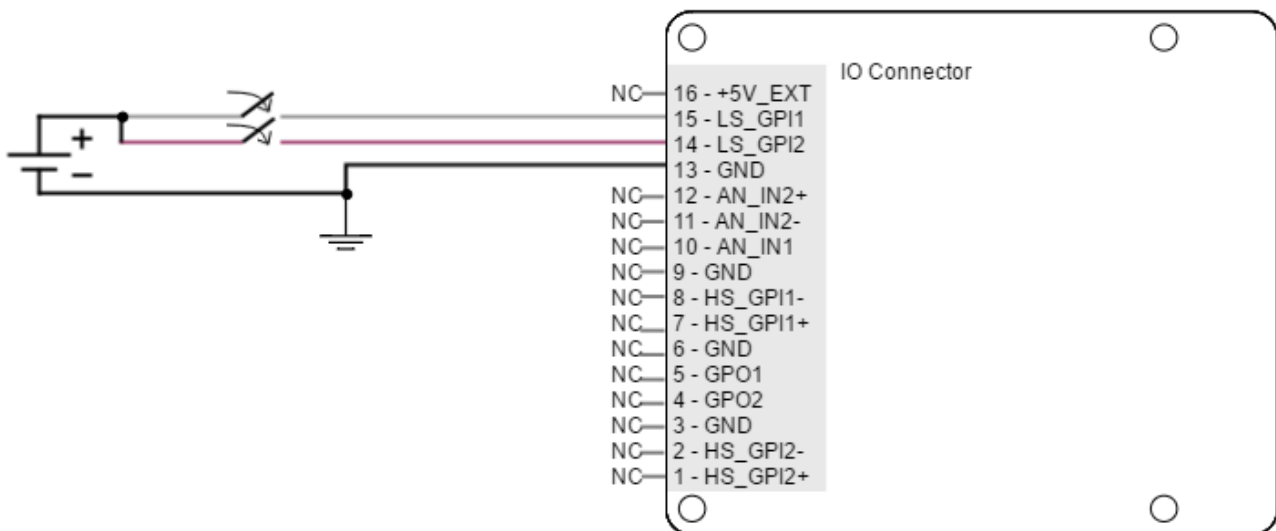 IO Connector
NC 16 - +5V_EXT
15 - LS_GPI1
+ 14 - LS_GPI2
− 13 - GND
NC 12 - AN_IN2+
NC 11 - AN_IN2-
NC 10 - AN_IN1
NC 9 - GND
NC 8 - HS_GPI1-
NC 7 - HS_GPI1+
NC 6 - GND
NC 5 - GPO1
NC 4 - GPO2
NC 3 - GND
NC 2 - HS_GPI2-
NC 1 - HS_GPI2+